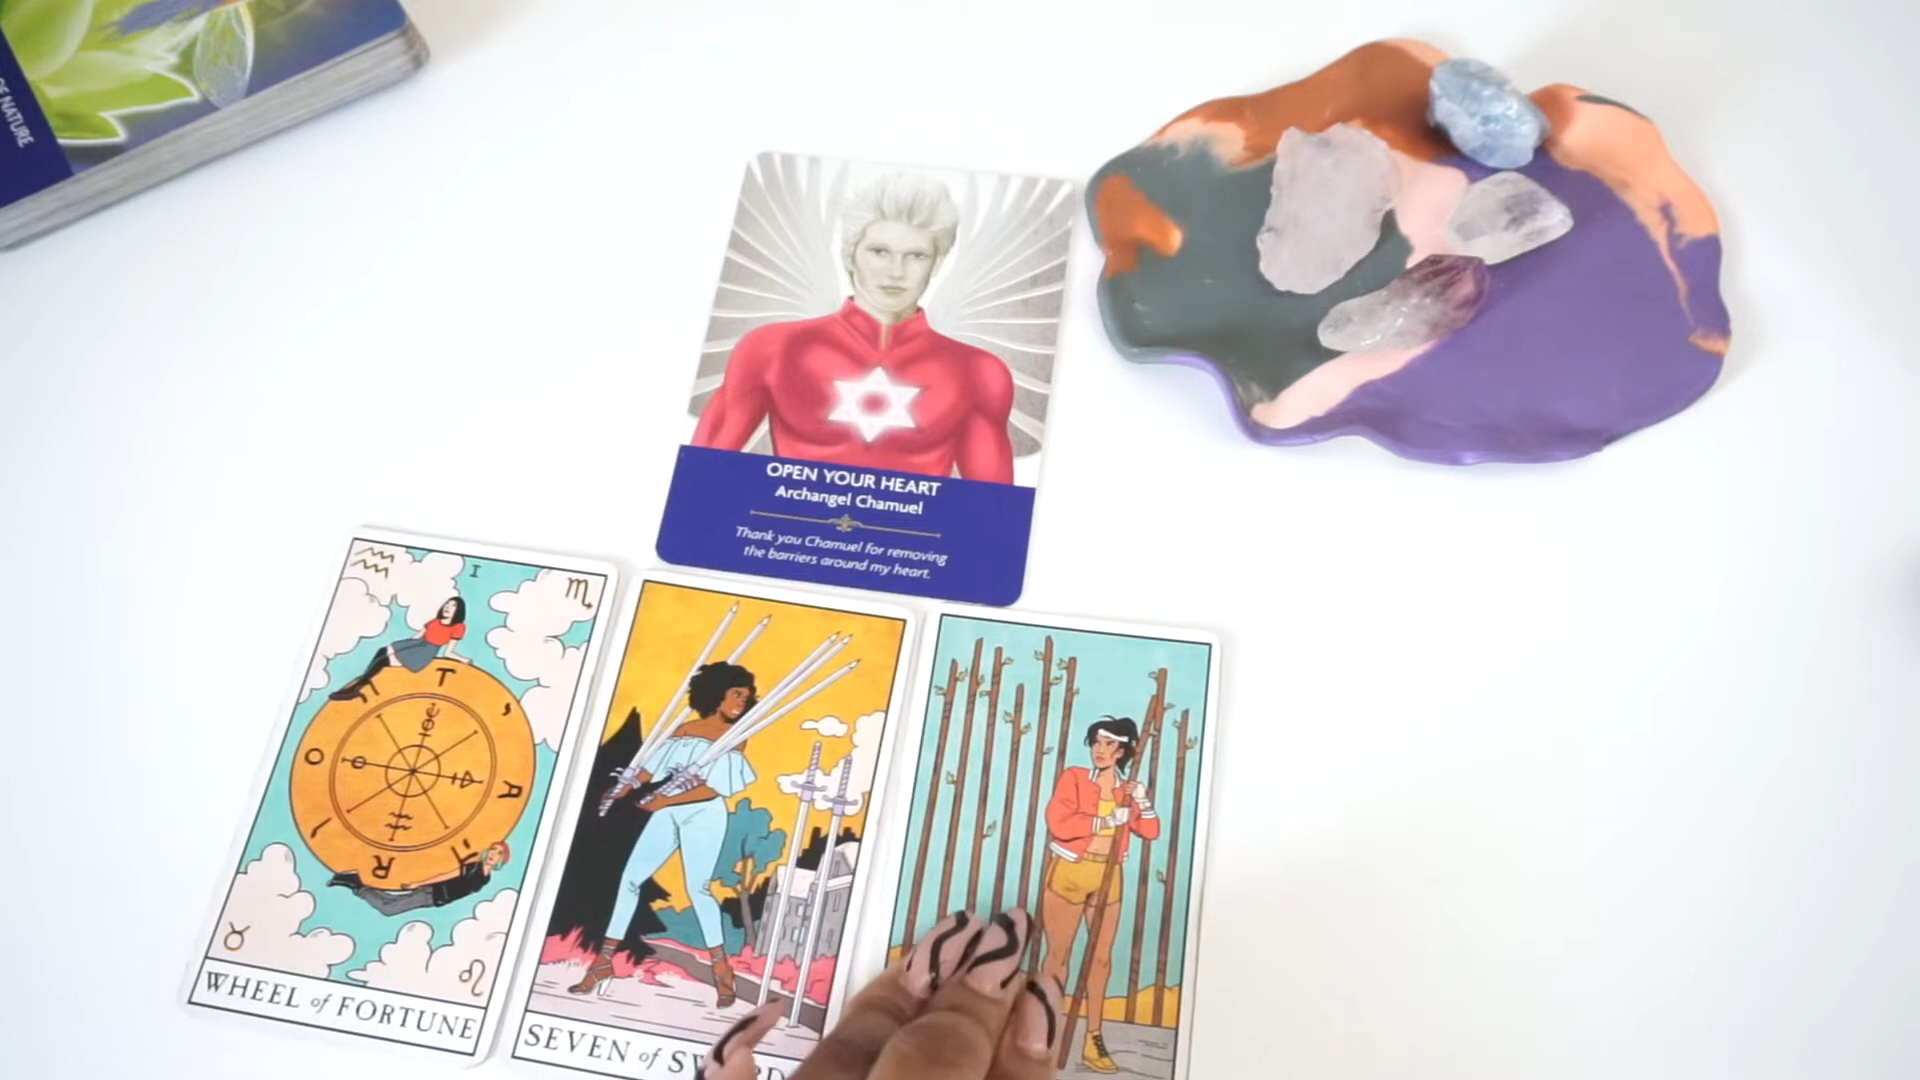 OF NATURE
OPEN YOUR HEART
Archangel Chamuel
Thank you Chamuel for removing
the barriers around my heart.
I
T
A
R
O
WHEEL of FORTUNE
SEVEN of